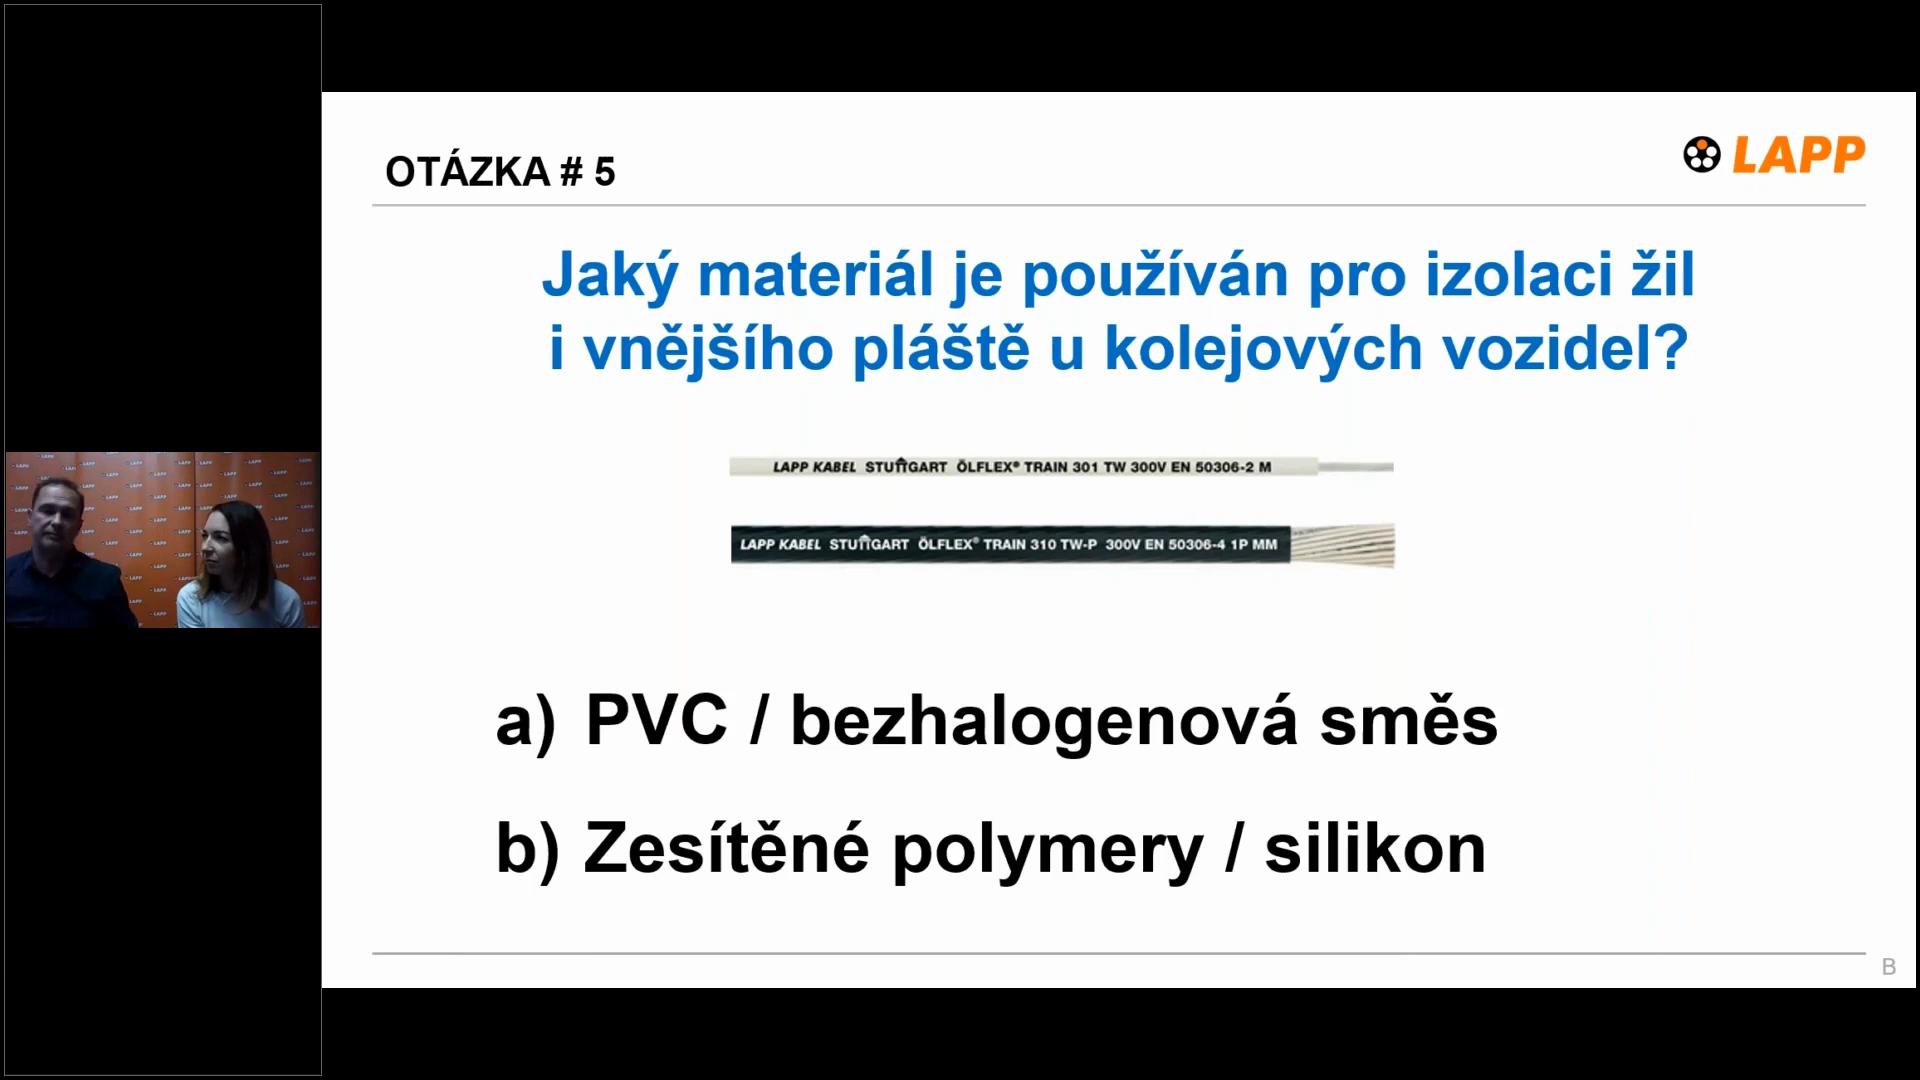 OTÁZKA # 5
LAPP
Jaký materiál je používán pro izolaci žil
i vnějšího pláště u kolejových vozidel?
LAPP KABEL STUTTGART ÖLFLEX® TRAIN 301 TW 300V EN 50306-2 M
LAPP KABEL STUTTGART ÖLFLEX® TRAIN 310 TW-P 300V EN 50306-4 1P MM
a) PVC / bezhalogenová směs
b) Zesítěné polymery / silikon
B